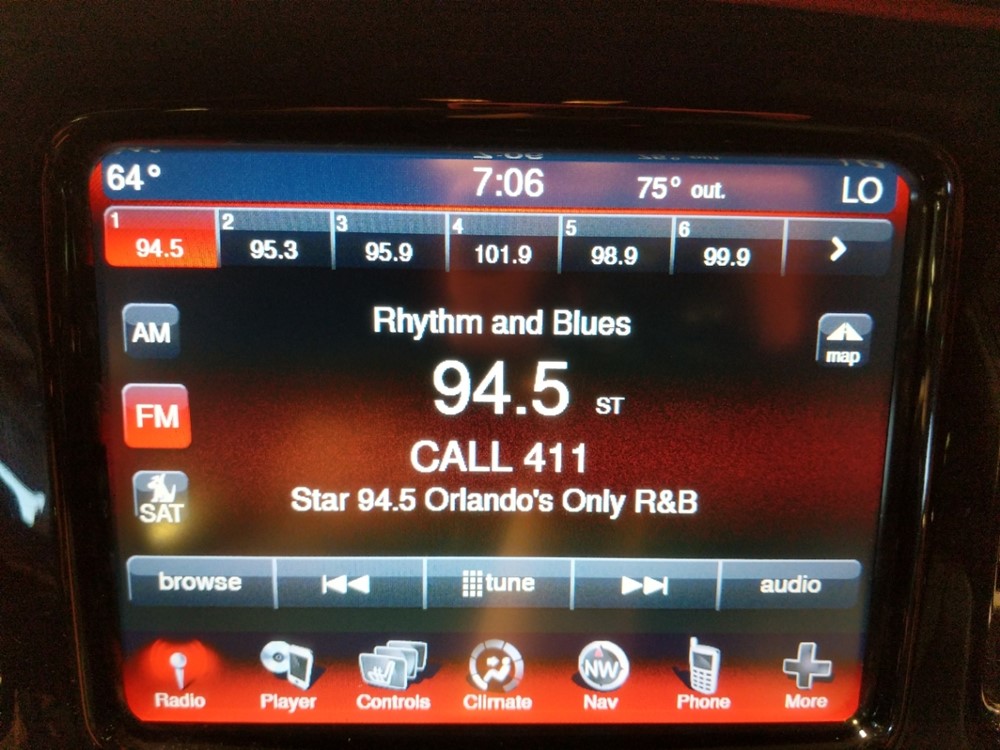 64° 7:06 75° out. LO
1 2 3 4 5 6
94.5 95.3 95.9 101.9 98.9 99.9
Rhythm and Blues
AM
map
94.5 ST
FM
CALL 411
Star 94.5 Orlando's Only R&B
SAT
browse tune audio
NW
Radio Player Controls Climate Nav Phone More